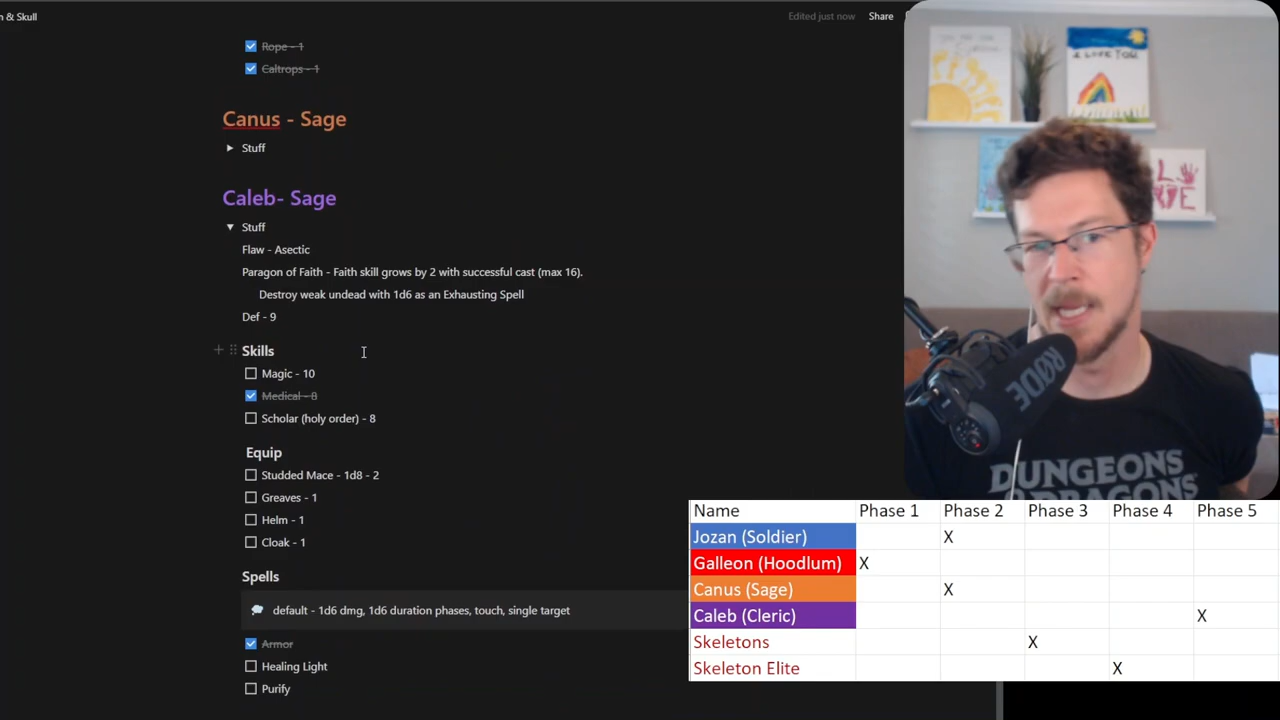 n & Skull
Edited just now
Share
Rope - 1
Caltrops - 1
Canus - Sage
Stuff
Caleb- Sage
Stuff
Flaw - Asectic
Paragon of Faith - Faith skill grows by 2 with successful cast (max 16).
Destroy weak undead with 1d6 as an Exhausting Spell
Def - 9
Skills
Magic - 10
Medical - 8
Scholar (holy order) - 8
Equip
Studded Mace - 1d8 - 2
Greaves - 1
Helm - 1
Cloak - 1
Spells
default - 1d6 dmg, 1d6 duration phases, touch, single target
Armor
Healing Light
Purify
I LOVE YOU
RØDE
DUNGEONS
& DRAGONS
Name Phase 1 Phase 2 Phase 3 Phase 4 Phase 5
Jozan (Soldier) X
Galleon (Hoodlum) X
Canus (Sage) X
Caleb (Cleric) X
Skeletons X
Skeleton Elite X